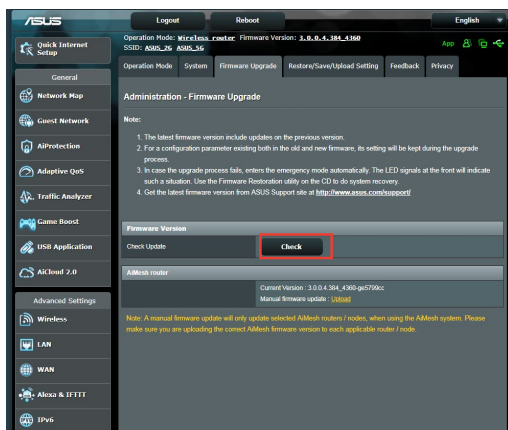 ASUS
Logout
Reboot
English
Quick Internet
Setup
Operation Mode: Wireless router Firmware Version: 3.0.0.4.384_4360
SSID: ASUS_2G ASUS_5G
App
Operation Mode System Firmware Upgrade Restore/Save/Upload Setting Feedback Privacy
General
Network Map
Guest Network
AiProtection
Adaptive QoS
Traffic Analyzer
Game Boost
USB Application
AiCloud 2.0
Advanced Settings
Wireless
LAN
WAN
Alexa & IFTTT
IPv6
Administration - Firmware Upgrade
Note:
1. The latest firmware version include updates on the previous version.
2. For a configuration parameter existing both in the old and new firmware, its setting will be kept during the upgrade
process.
3. In case the upgrade process fails, enters the emergency mode automatically. The LED signals at the front will indicate
such a situation. Use the Firmware Restoration utility on the CD to do system recovery.
4. Get the latest firmware version from ASUS Support site at http://www.asus.com/support/
Firmware Version
Check Update
Check
AiMesh router
Current Version : 3.0.0.4.384_4360-ge5799cc
Manual firmware update : Upload
Note: A manual firmware update will only update selected AiMesh routers / nodes, when using the AiMesh system. Please
make sure you are uploading the correct AiMesh firmware version to each applicable router / node.